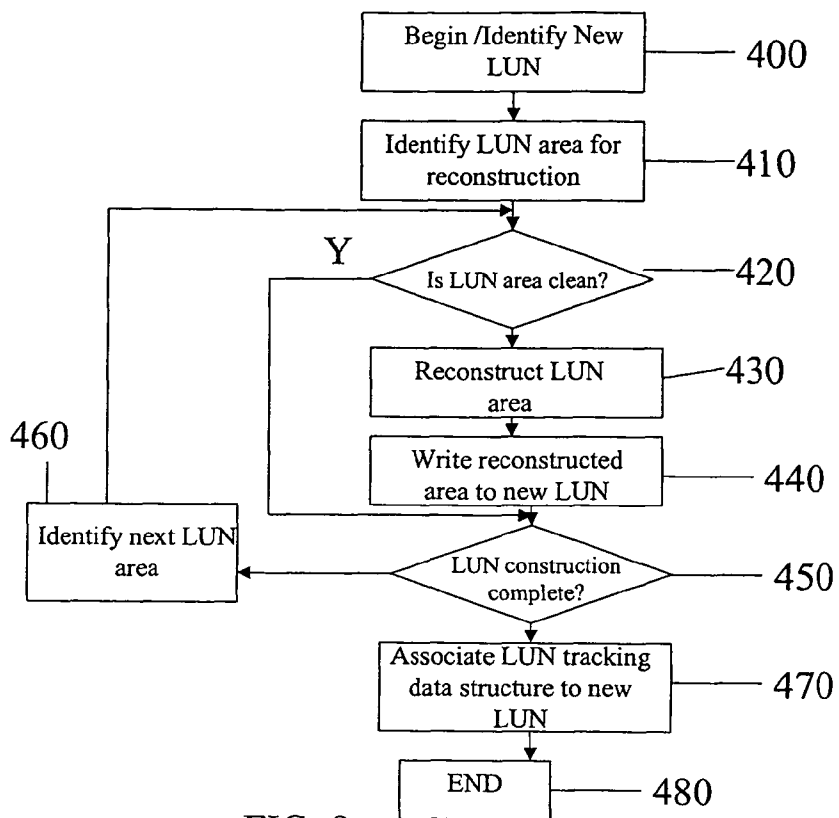 Begin /Identify New
LUN
400
Identify LUN area for
reconstruction
410
Y
Is LUN area clean?
420
Reconstruct LUN
area
430
460
Write reconstructed
area to new LUN
440
Identify next LUN
area
LUN construction
complete?
450
Associate LUN tracking
data structure to new
LUN
470
END
480